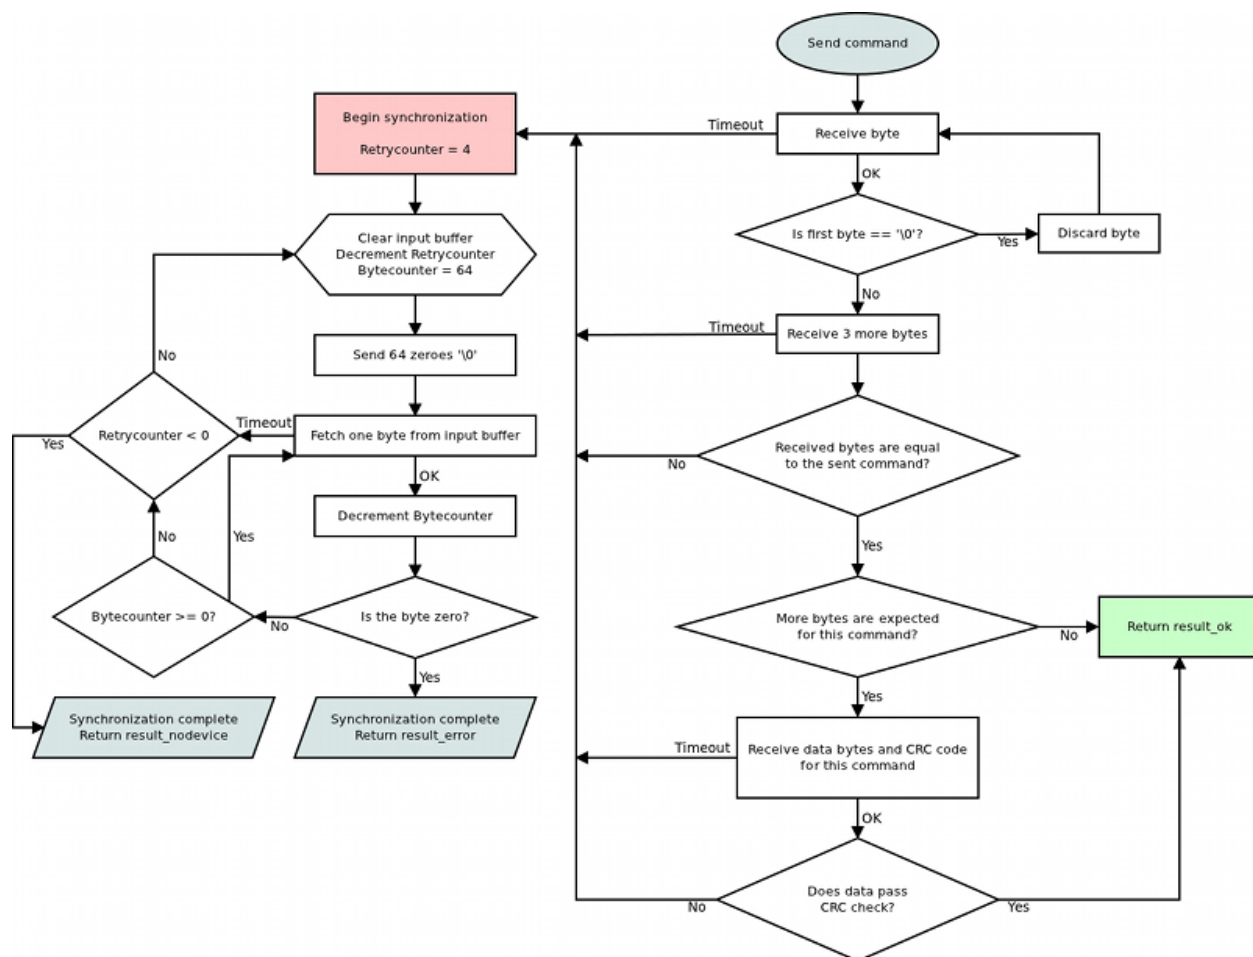 Send command
Begin synchronization
Retrycounter = 4
Timeout
Receive byte
OK
Is first byte == '\0'?
Yes
Discard byte
No
Clear input buffer
Decrement Retrycounter
Bytecounter = 64
Timeout
Receive 3 more bytes
Send 64 zeroes '\0'
No
Retrycounter < 0
Yes
Timeout
Fetch one byte from input buffer
OK
Received bytes are equal
to the sent command?
No
Yes
Decrement Bytecounter
No
Yes
Bytecounter >= 0?
No
Is the byte zero?
Yes
More bytes are expected
for this command?
No
Return result_ok
Yes
Synchronization complete
Return result_nodevice
Synchronization complete
Return result_error
Timeout
Receive data bytes and CRC code
for this command
OK
Does data pass
CRC check?
No
Yes